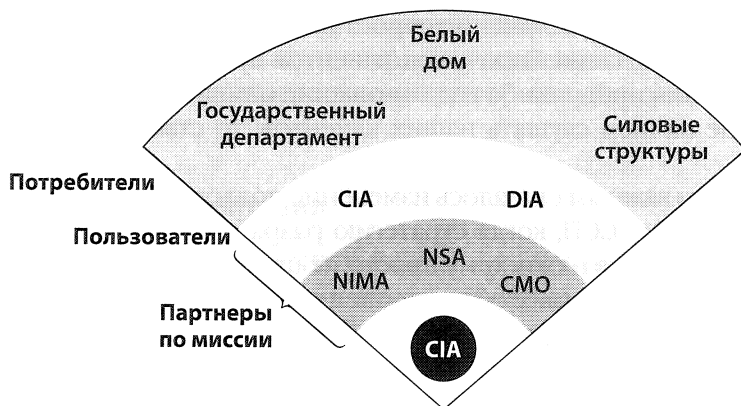 Белый
дом
Государственный
департамент
Силовые
структуры
Потребители
CIA
DIA
Пользователи
NSA
NIMA
CMO
Партнеры
по миссии
CIA